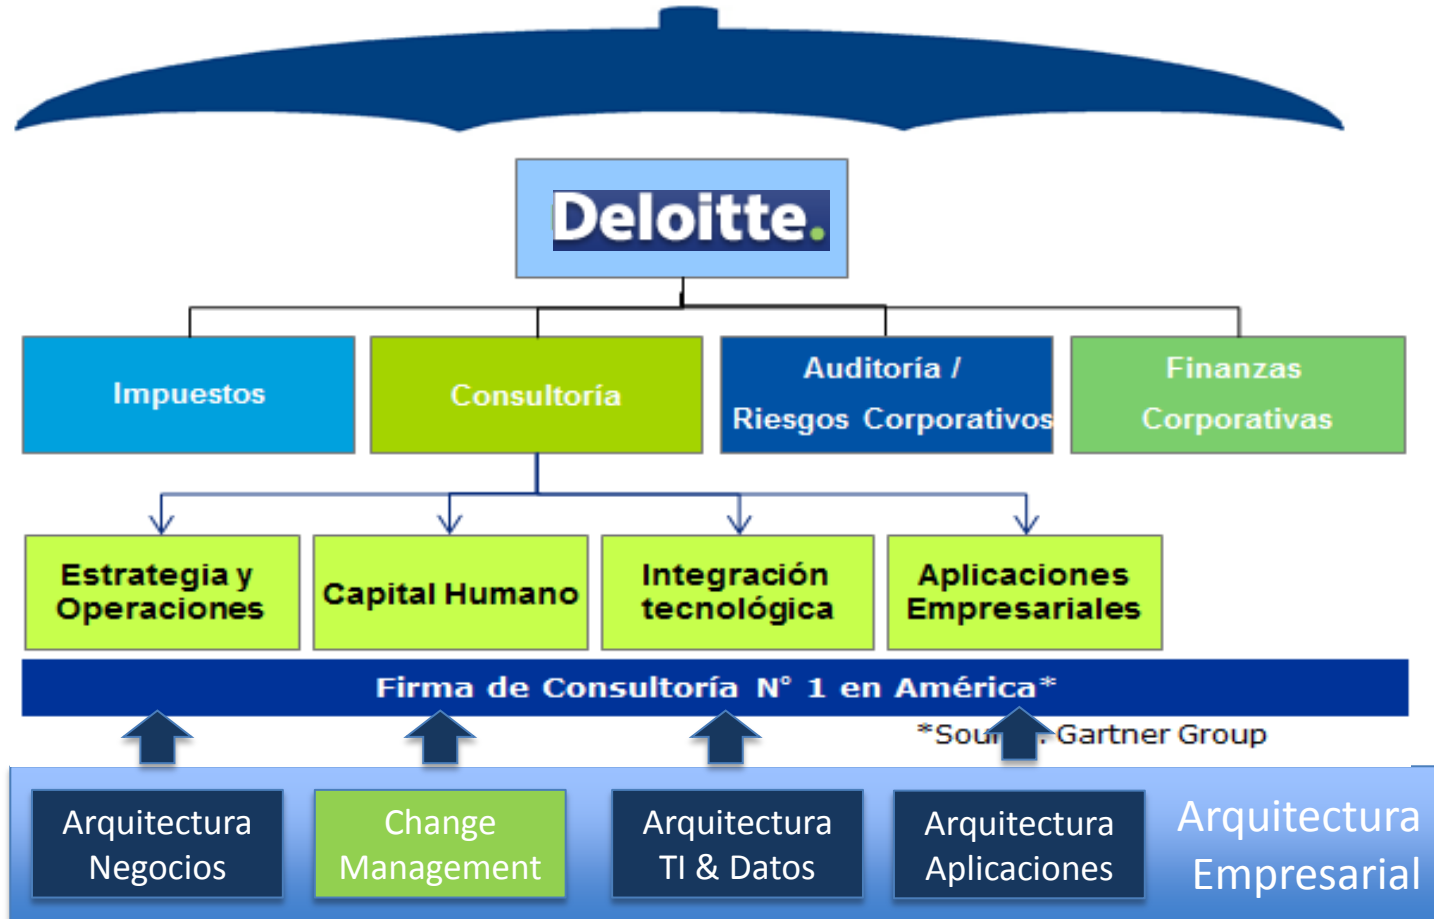 Deloitte.
Impuestos
Consultoría
Auditoría /
Riesgos Corporativos
Finanzas
Corporativas
Estrategia y
Operaciones
Capital Humano
Integración
tecnológica
Aplicaciones
Empresariales
Firma de Consultoría N° 1 en América*
Gartner Group
Arquitectura
Negocios
Change
Management
Arquitectura
TI & Datos
Arquitectura
Aplicaciones
Arquitectura
Empresarial